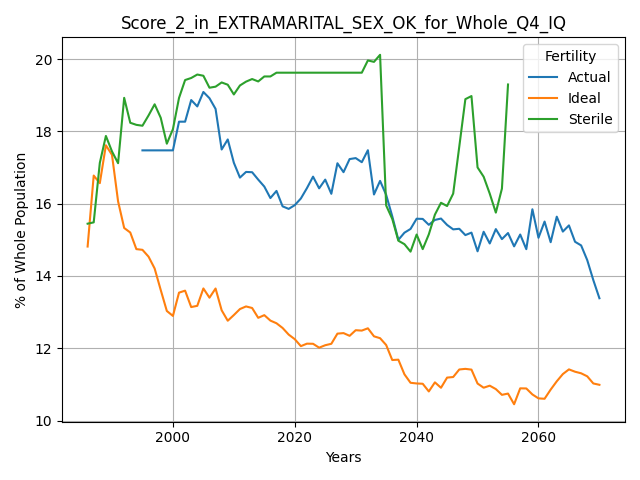 Score_2_in_EXTRAMARITAL_SEX_OK_for_Whole_Q4_IQ
Fertility
Actual
Ideal
Sterile
% of Whole Population
20
18
16
14
12
10
2000
2020
2040
2060
Years